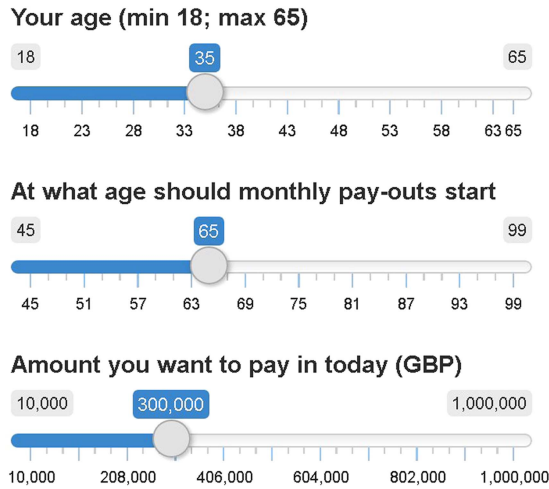 Your age (min 18; max 65)
18 35 65
18 23 28 33 38 43 48 53 58 63 65
At what age should monthly pay-outs start
45 65 99
45 51 57 63 69 75 81 87 93 99
Amount you want to pay in today (GBP)
10,000 300,000 1,000,000
10,000 208,000 406,000 604,000 802,000 1,000,000